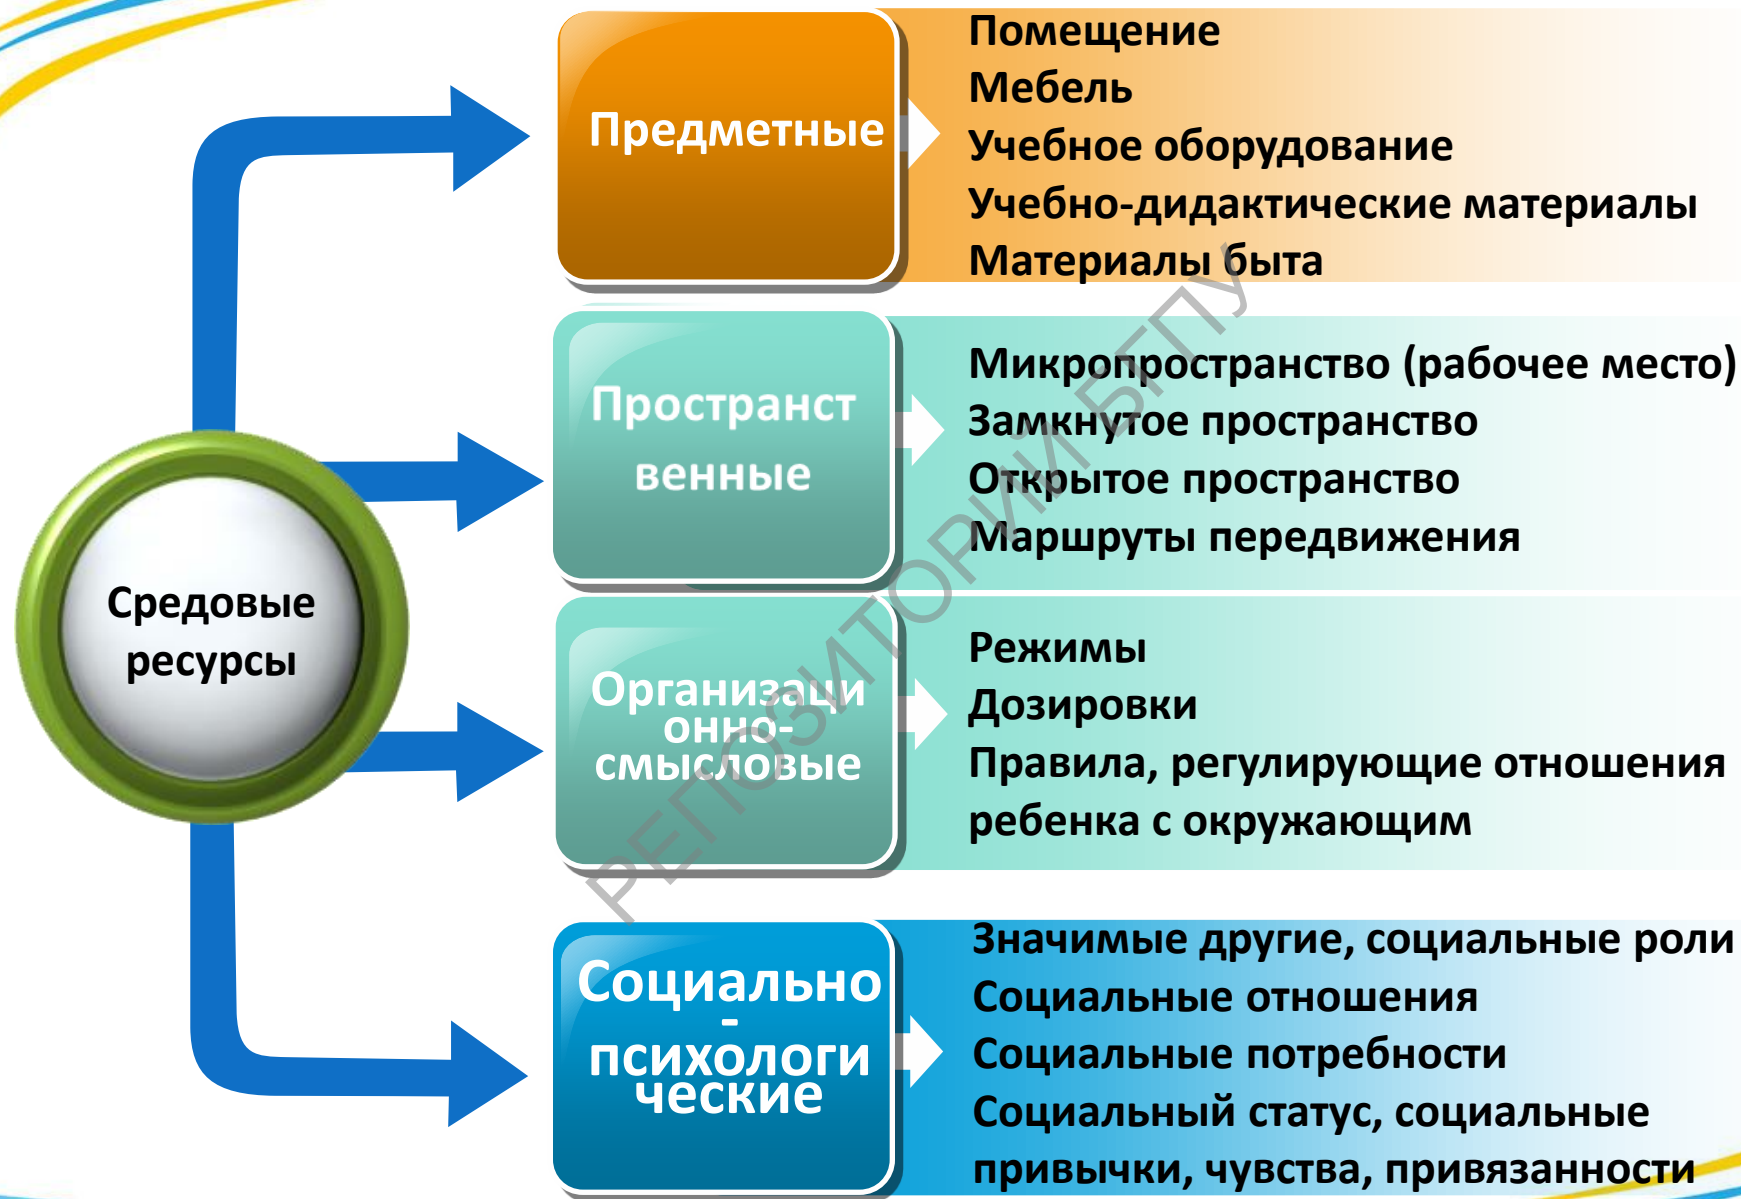 Средовые
ресурсы
Предметные
Помещение
Мебель
Учебное оборудование
Учебно-дидактические материалы
Материалы быта
Пространст
венные
Микропространство (рабочее место)
Замкнутое пространство
Открытое пространство
Маршруты передвижения
Организаци
онно-
смысловые
Режимы
Дозировки
Правила, регулирующие отношения
ребенка с окружающим
Социально
-
психологи
ческие
Значимые другие, социальные роли
Социальные отношения
Социальные потребности
Социальный статус, социальные
привычки, чувства, привязанности
РЕПОЗИТОРИЙ БГПУ